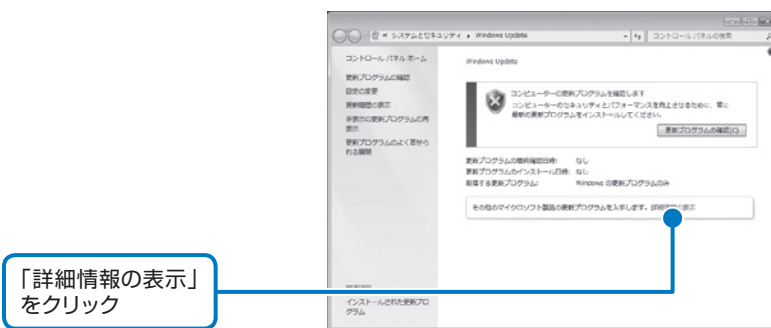 システムとセキュリティ ▸ Windows Update
コントロール パネルの検索
コントロール パネル ホーム
更新プログラムの確認
設定の変更
更新履歴の表示
非表示の更新プログラムの再
表示
更新プログラムのよく寄せら
れる質問
Windows Update
コンピューターの更新プログラムを確認します
コンピューターのセキュリティとパフォーマンスを向上させるために、常に
最新の更新プログラムをインストールしてください。
更新プログラムの確認(C)
更新プログラムの最終確認日時: なし
更新プログラムのインストール日時: なし
取得する更新プログラム: Windows の更新プログラムのみ
その他のマイクロソフト製品の更新プログラムを入手します。詳細情報の表示
「詳細情報の表示」
をクリック
インストールされた更新プロ
グラム